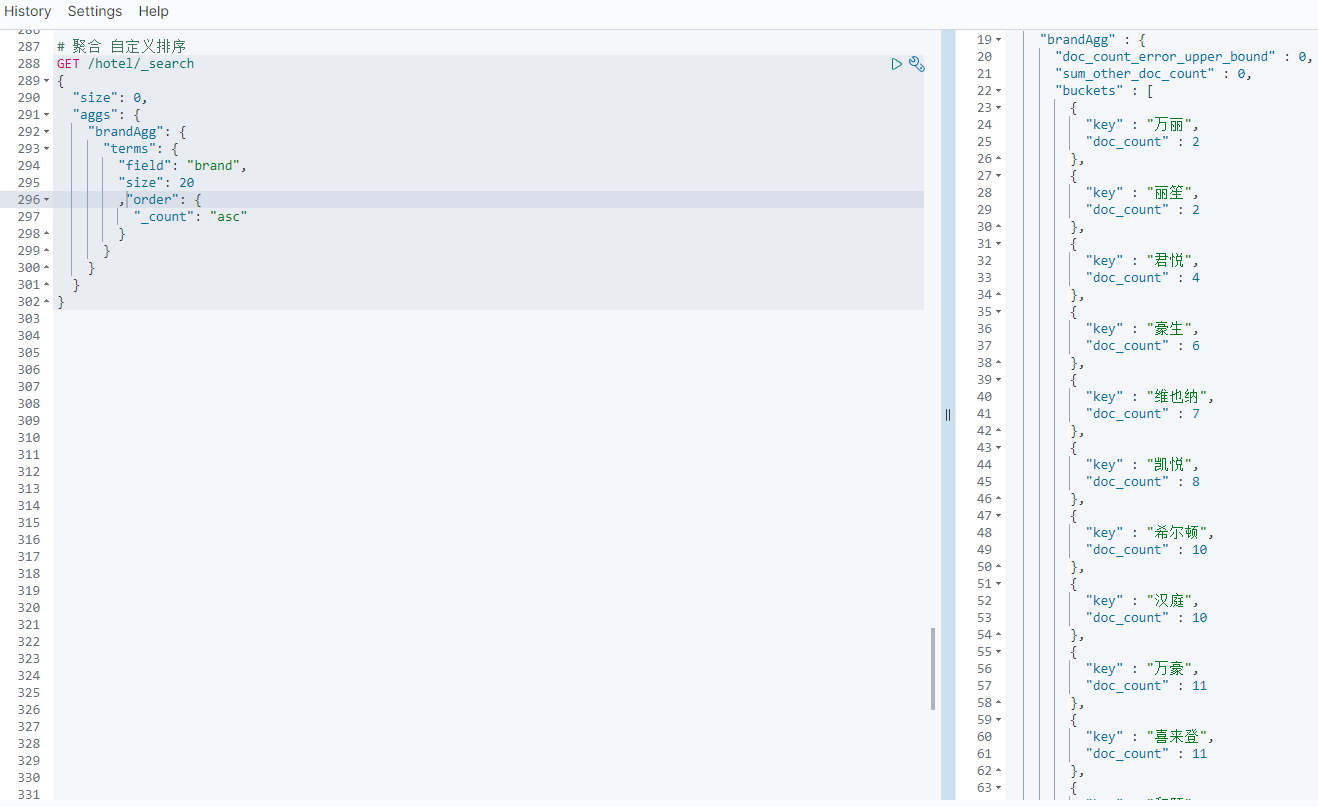 History Settings Help
286
287 # 聚合 自定义排序
288 GET /hotel/_search
289 {
290 "size": 0,
291 "aggs": {
292 "brandAgg": {
293 "terms": {
294 "field": "brand",
295 "size": 20
296 ,"order": {
297 "_count": "asc"
298 }
299 }
300 }
301 }
302 }
303
304
305
306
307
308
309
310
311
312
313
314
315
316
317
318
319
320
321
322
323
324
325
326
327
328
329
330
331
19 "brandAgg" : {
20 "doc_count_error_upper_bound" : 0,
21 "sum_other_doc_count" : 0,
22 "buckets" : [
23 {
24 "key" : "万丽",
25 "doc_count" : 2
26 },
27 {
28 "key" : "丽笙",
29 "doc_count" : 2
30 },
31 {
32 "key" : "君悦",
33 "doc_count" : 4
34 },
35 {
36 "key" : "豪生",
37 "doc_count" : 6
38 },
39 {
40 "key" : "维也纳",
41 "doc_count" : 7
42 },
43 {
44 "key" : "凯悦",
45 "doc_count" : 8
46 },
47 {
48 "key" : "希尔顿",
49 "doc_count" : 10
50 },
51 {
52 "key" : "汉庭",
53 "doc_count" : 10
54 },
55 {
56 "key" : "万豪",
57 "doc_count" : 11
58 },
59 {
60 "key" : "喜来登",
61 "doc_count" : 11
62 },
63 {